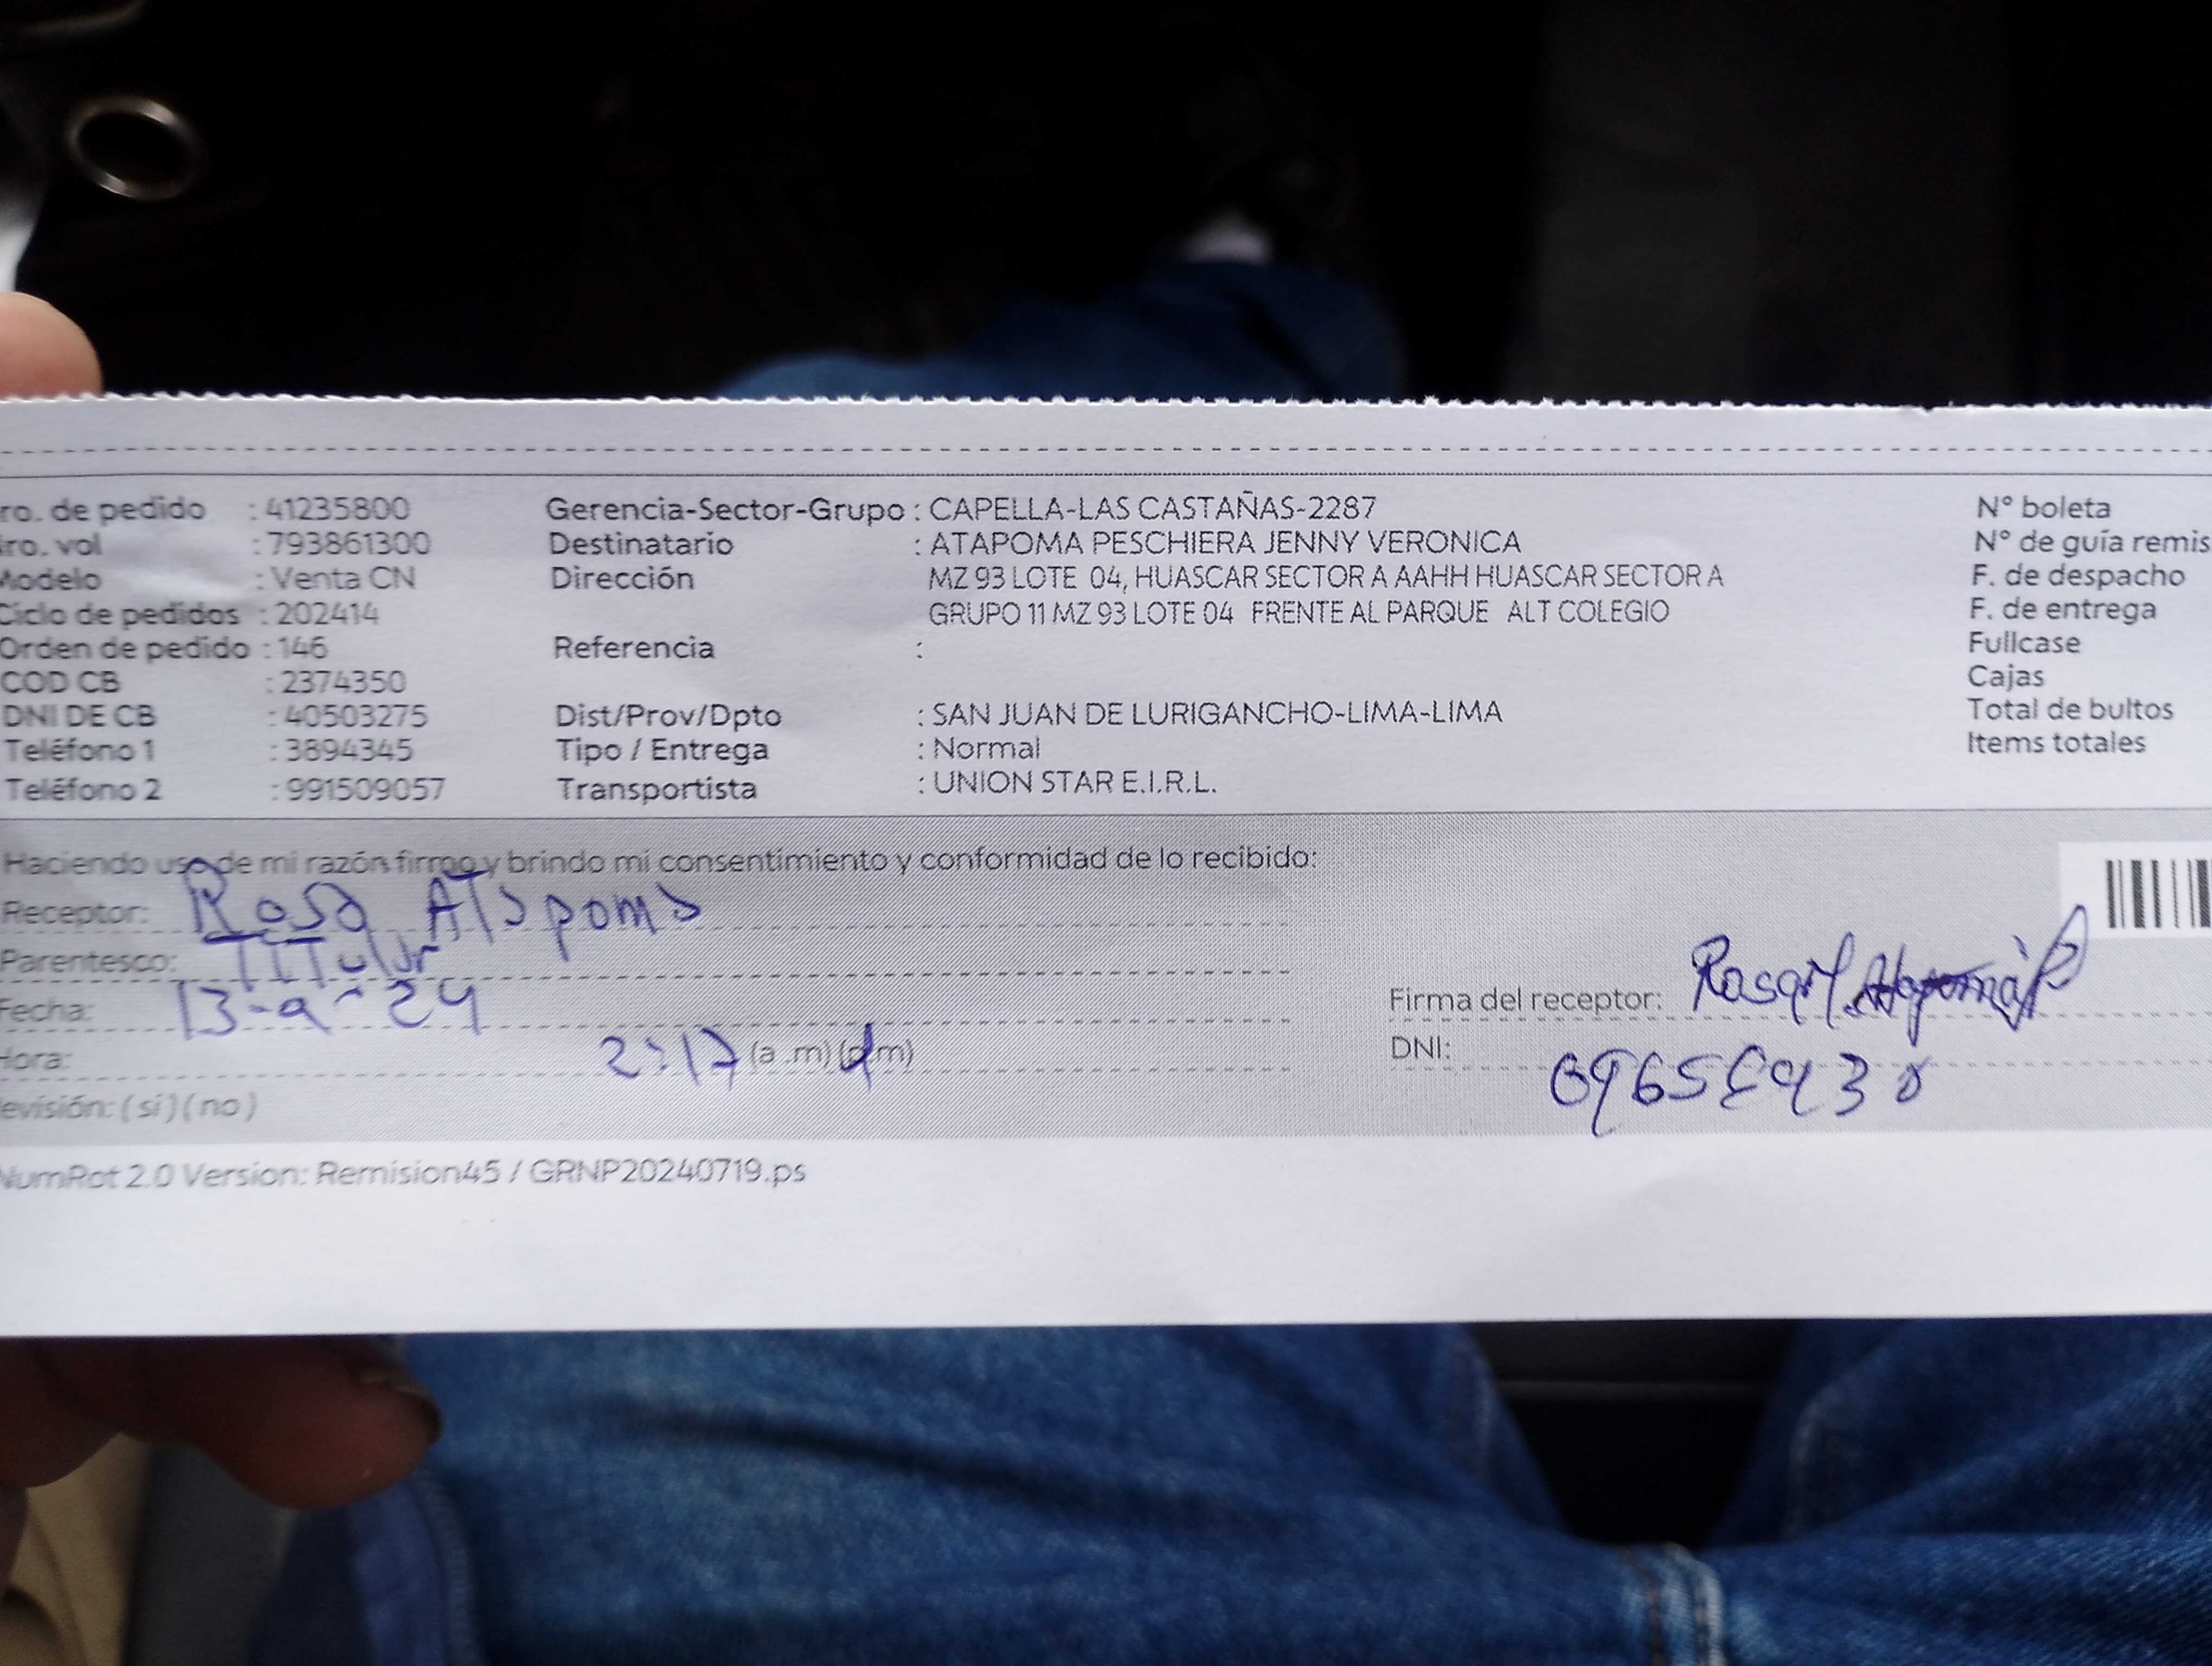 ro. de pedido : 41235800 Gerencia-Sector-Grupo : CAPELLA-LAS CASTAÑAS-2287 N° boleta
ro. vol : 793861300 Destinatario : ATAPOMA PESCHIERA JENNY VERONICA N° de guía remis
Modelo : Venta CN Dirección MZ 93 LOTE 04, HUASCAR SECTOR A AAHH HUASCAR SECTOR A F. de despacho
Ciclo de pedidos : 202414 GRUPO 11 MZ 93 LOTE 04 FRENTE AL PARQUE ALT COLEGIO F. de entrega
Orden de pedido : 146 Referencia : Fullcase
COD CB : 2374350 Cajas
DNI DE CB : 40503275 Dist/Prov/Dpto : SAN JUAN DE LURIGANCHO-LIMA-LIMA Total de bultos
Teléfono 1 : 3894345 Tipo / Entrega : Normal Items totales
Teléfono 2 : 991509057 Transportista : UNION STAR E.I.R.L.
Haciendo uso de mi razón firmo y brindo mi consentimiento y conformidad de lo recibido:
Receptor: Rosa ATapoma
Parentesco: TiTular
Fecha: 13-9-24 Firma del receptor:
Hora: 2:17 (a .m) (p.m) DNI:
evisión: ( si ) ( no )
NumRot 2.0 Version: Remision45 / GRNP20240719.ps